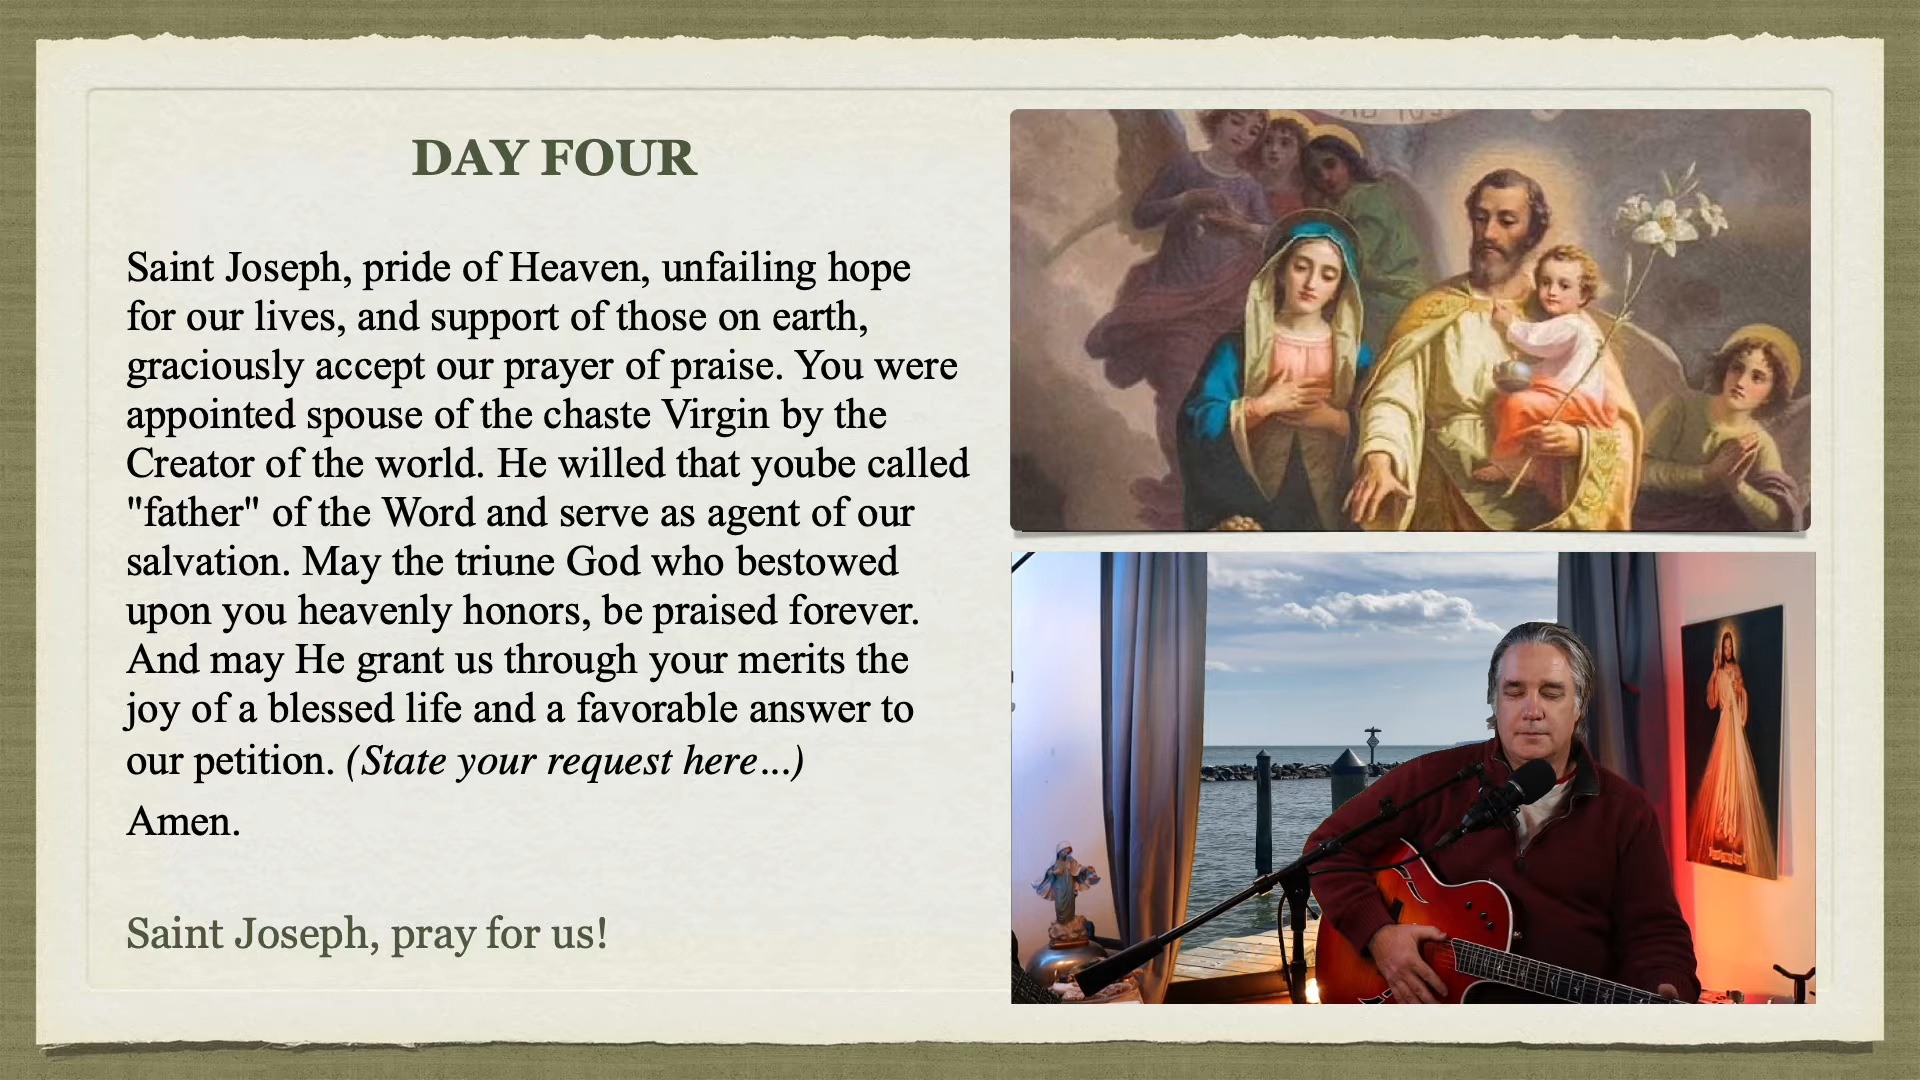 DAY FOUR
Saint Joseph, pride of Heaven, unfailing hope
for our lives, and support of those on earth,
graciously accept our prayer of praise. You were
appointed spouse of the chaste Virgin by the
Creator of the world. He willed that yoube called
"father" of the Word and serve as agent of our
salvation. May the triune God who bestowed
upon you heavenly honors, be praised forever.
And may He grant us through your merits the
joy of a blessed life and a favorable answer to
our petition. (State your request here...)
Amen.
Saint Joseph, pray for us!